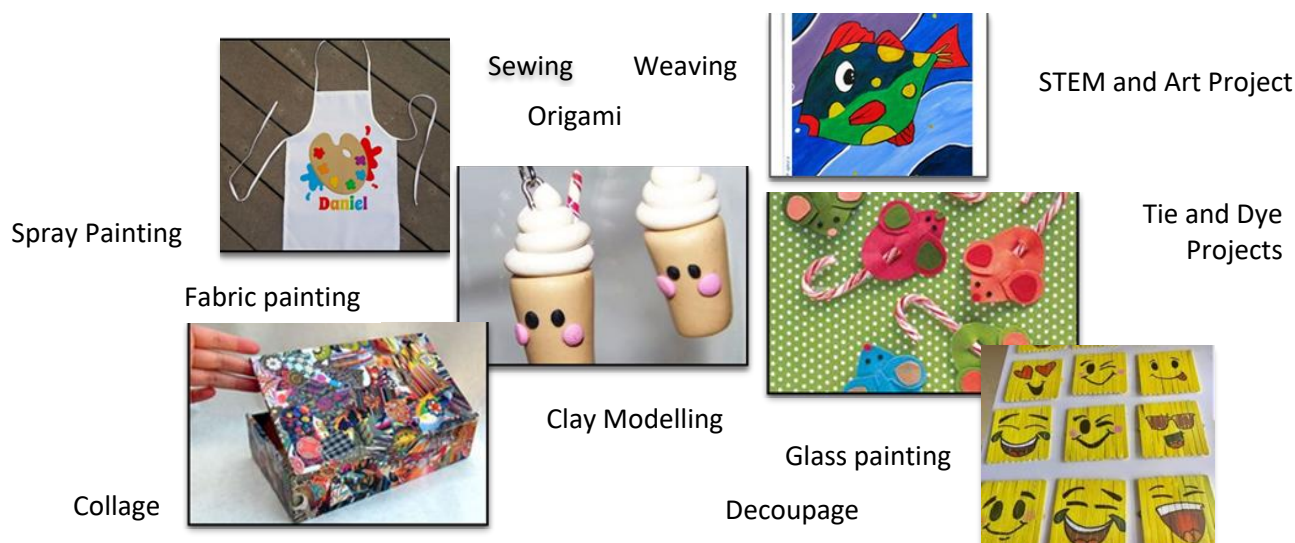 Sewing
Weaving
STEM and Art Project
Origami
Daniel
Tie and Dye
Projects
Spray Painting
Fabric painting
Clay Modelling
Glass painting
Collage
Decoupage